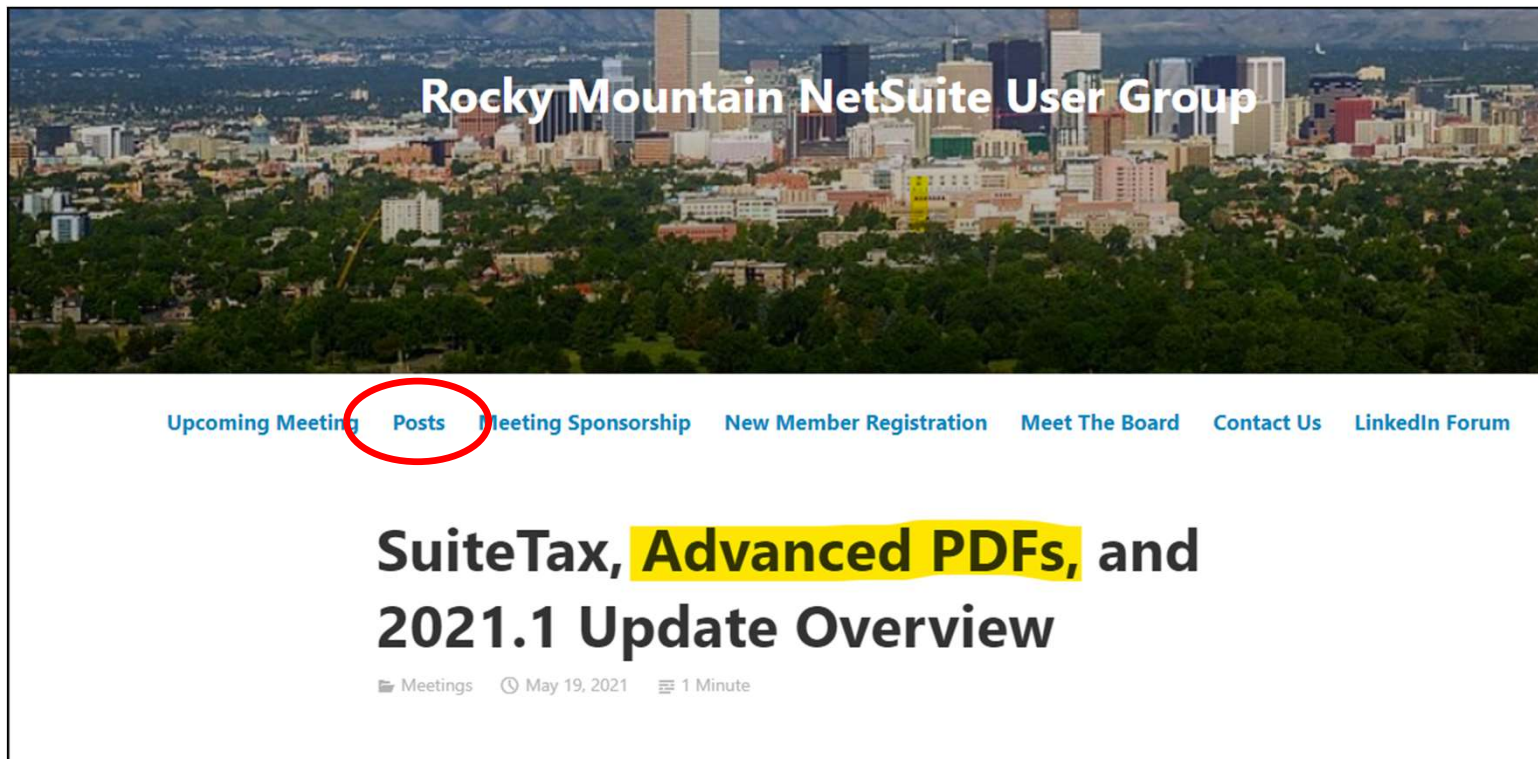 Rocky Mountain NetSuite User Group
Upcoming Meeting Posts Meeting Sponsorship New Member Registration Meet The Board Contact Us LinkedIn Forum
SuiteTax, Advanced PDFs, and
2021.1 Update Overview
Meetings May 19, 2021 1 Minute